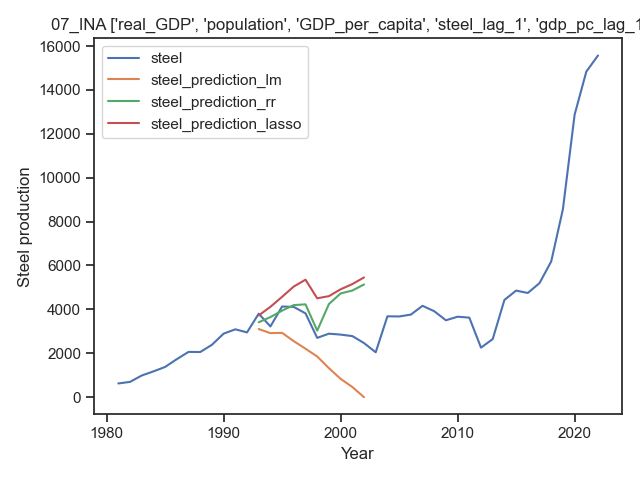 07_INA ['real_GDP', 'population', 'GDP_per_capita', 'steel_lag_1', 'gdp_pc_lag_1
16000
14000
12000
10000
8000
6000
4000
2000
0
Steel production
steel
steel_prediction_lm
steel_prediction_rr
steel_prediction_lasso
1980
1990
2000
2010
2020
Year